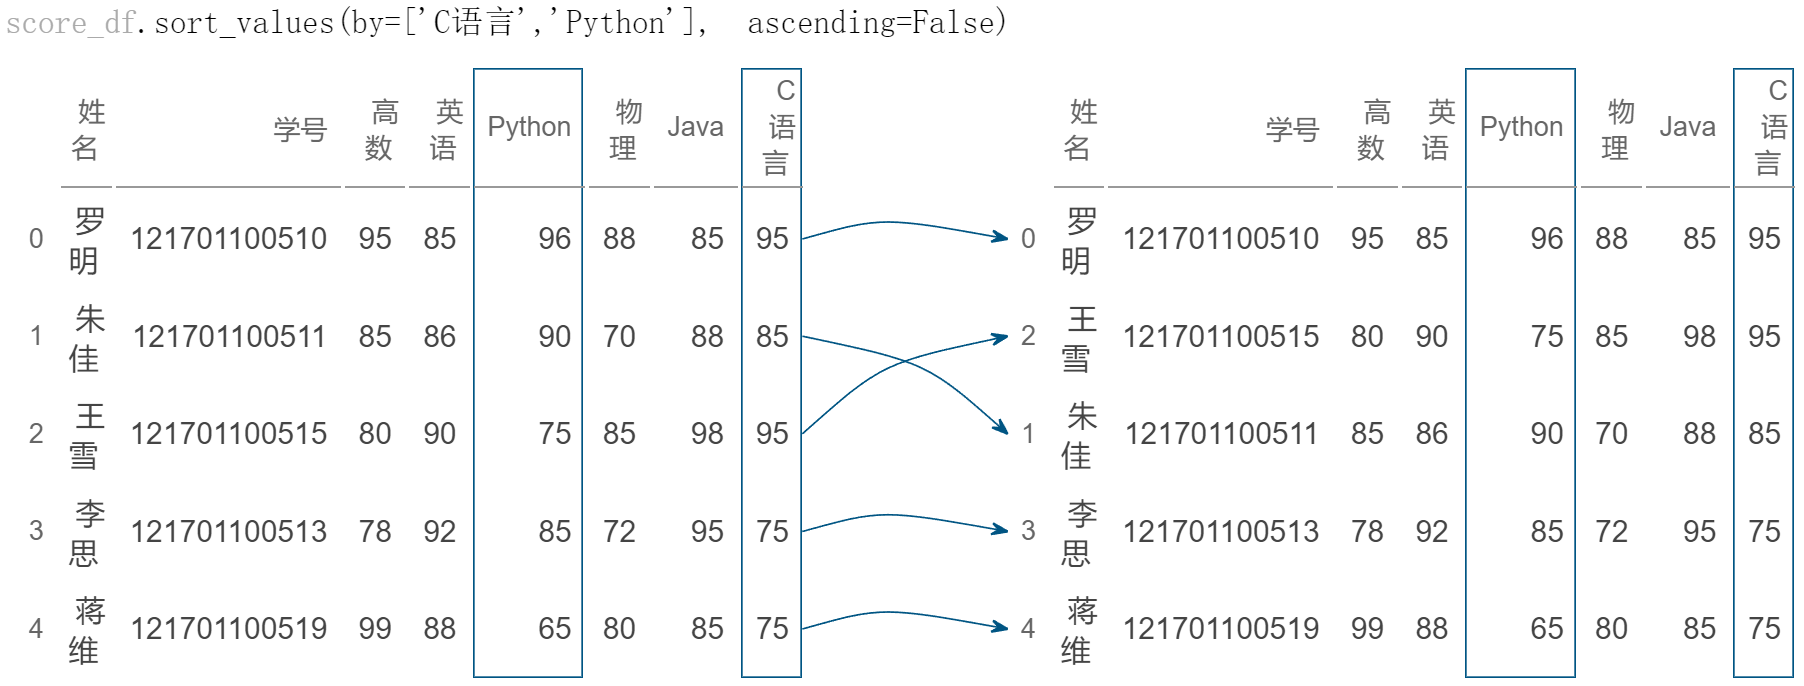 score_df.sort_values(by=['C语言','Python'], ascending=False)
姓名 学号 高数 英语 Python 物理 Java C语言
0 罗明 121701100510 95 85 96 88 85 95
1 朱佳 121701100511 85 86 90 70 88 85
2 王雪 121701100515 80 90 75 85 98 95
3 李思 121701100513 78 92 85 72 95 75
4 蒋维 121701100519 99 88 65 80 85 75
姓名 学号 高数 英语 Python 物理 Java C语言
0 罗明 121701100510 95 85 96 88 85 95
2 王雪 121701100515 80 90 75 85 98 95
1 朱佳 121701100511 85 86 90 70 88 85
3 李思 121701100513 78 92 85 72 95 75
4 蒋维 121701100519 99 88 65 80 85 75